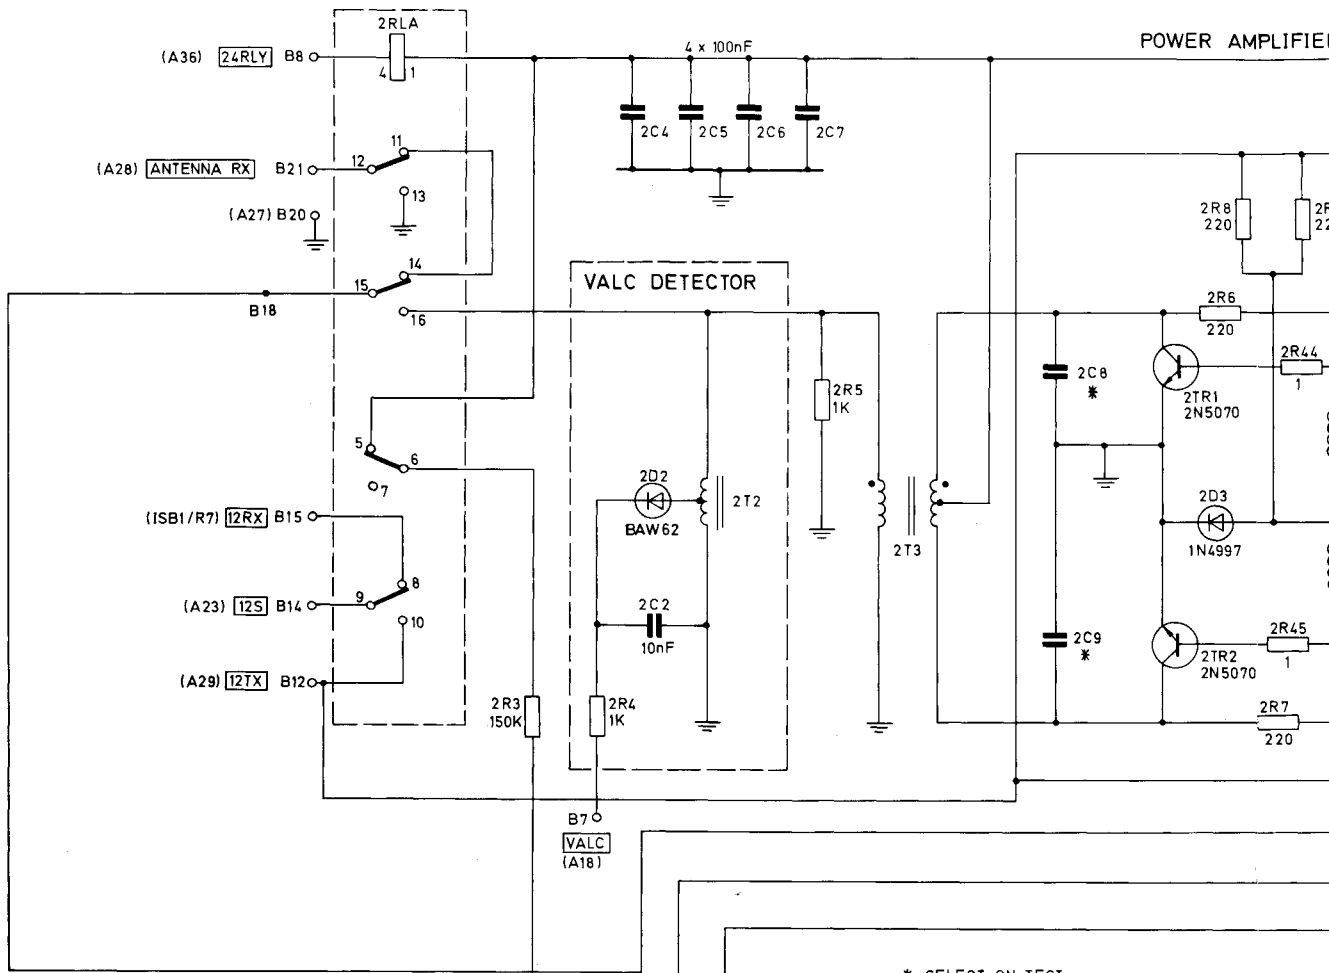 2RLA
(A36) 24RLY B8
4 1
4 x 100nF
POWER AMPLIFIE
2C4 2C5 2C6 2C7
11
12
(A28) ANTENNA RX B21
13
(A27) B20
2R8
220
2R
22
14
15
B18
16
VALC DETECTOR
2R6
220
2R44
1
2C8
*
2TR1
2N5070
2R5
1K
5
6
7
2D2
BAW62
2T2
2T3
2D3
1N4997
(ISB1/R7) 12RX B15
8
9
(A23) 12S B14
10
2C2
10nF
2C9
*
2TR2
2N5070
2R45
1
(A29) 12TX B12
2R3
150K
2R4
1K
2R7
220
B7
VALC
(A18)